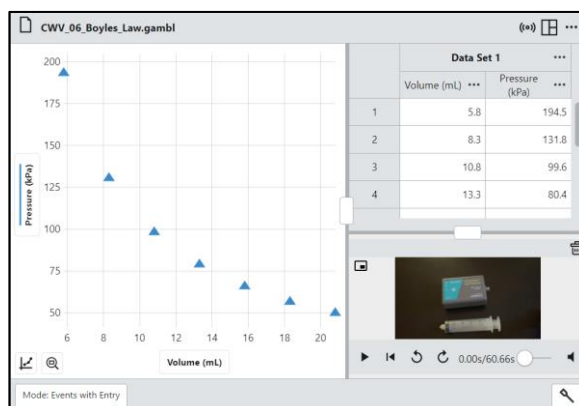 CWV_06_Boyles_Law.gambl
200
175
150
125
100
75
50
Pressure (kPa)
6 8 10 12 14 16 18 20
Volume (mL)
Data Set 1
Volume (mL) Pressure (kPa)
1 5.8 194.5
2 8.3 131.8
3 10.8 99.6
4 13.3 80.4
0.00s/60.66s
Mode: Events with Entry